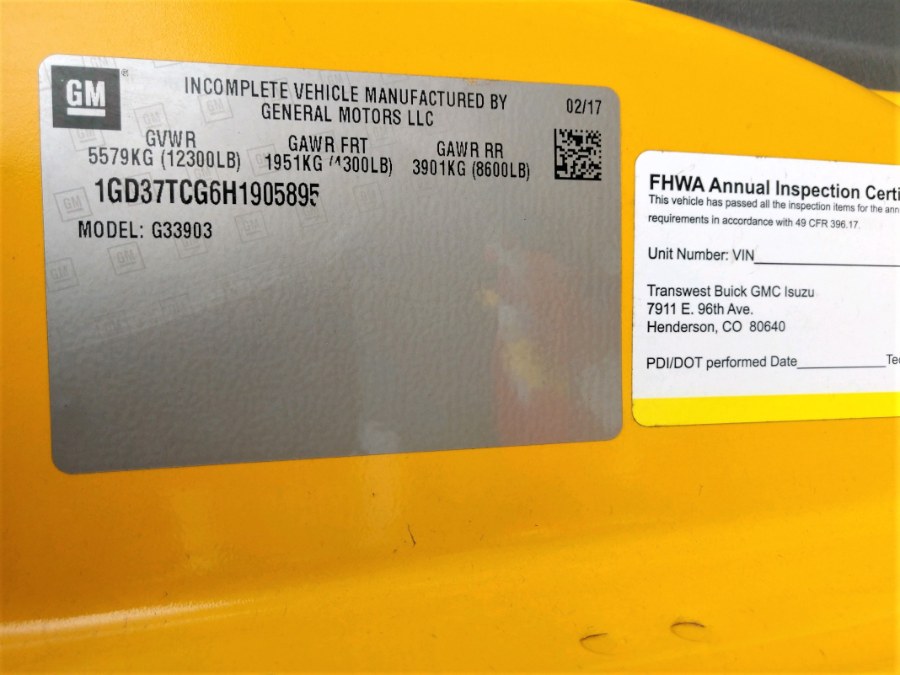 GM
INCOMPLETE VEHICLE MANUFACTURED BY
GENERAL MOTORS LLC
02/17
GVWR GAWR FRT GAWR RR
5579KG (12300LB) 1951KG (4300LB) 3901KG (8600LB)
1GD37TCG6H1905895
MODEL: G33903
FHWA Annual Inspection Certi
This vehicle has passed all the inspection items for the ann
requirements in accordance with 49 CFR 396.17.
Unit Number: VIN
Transwest Buick GMC Isuzu
7911 E. 96th Ave.
Henderson, CO 80640
PDI/DOT performed Date Tec